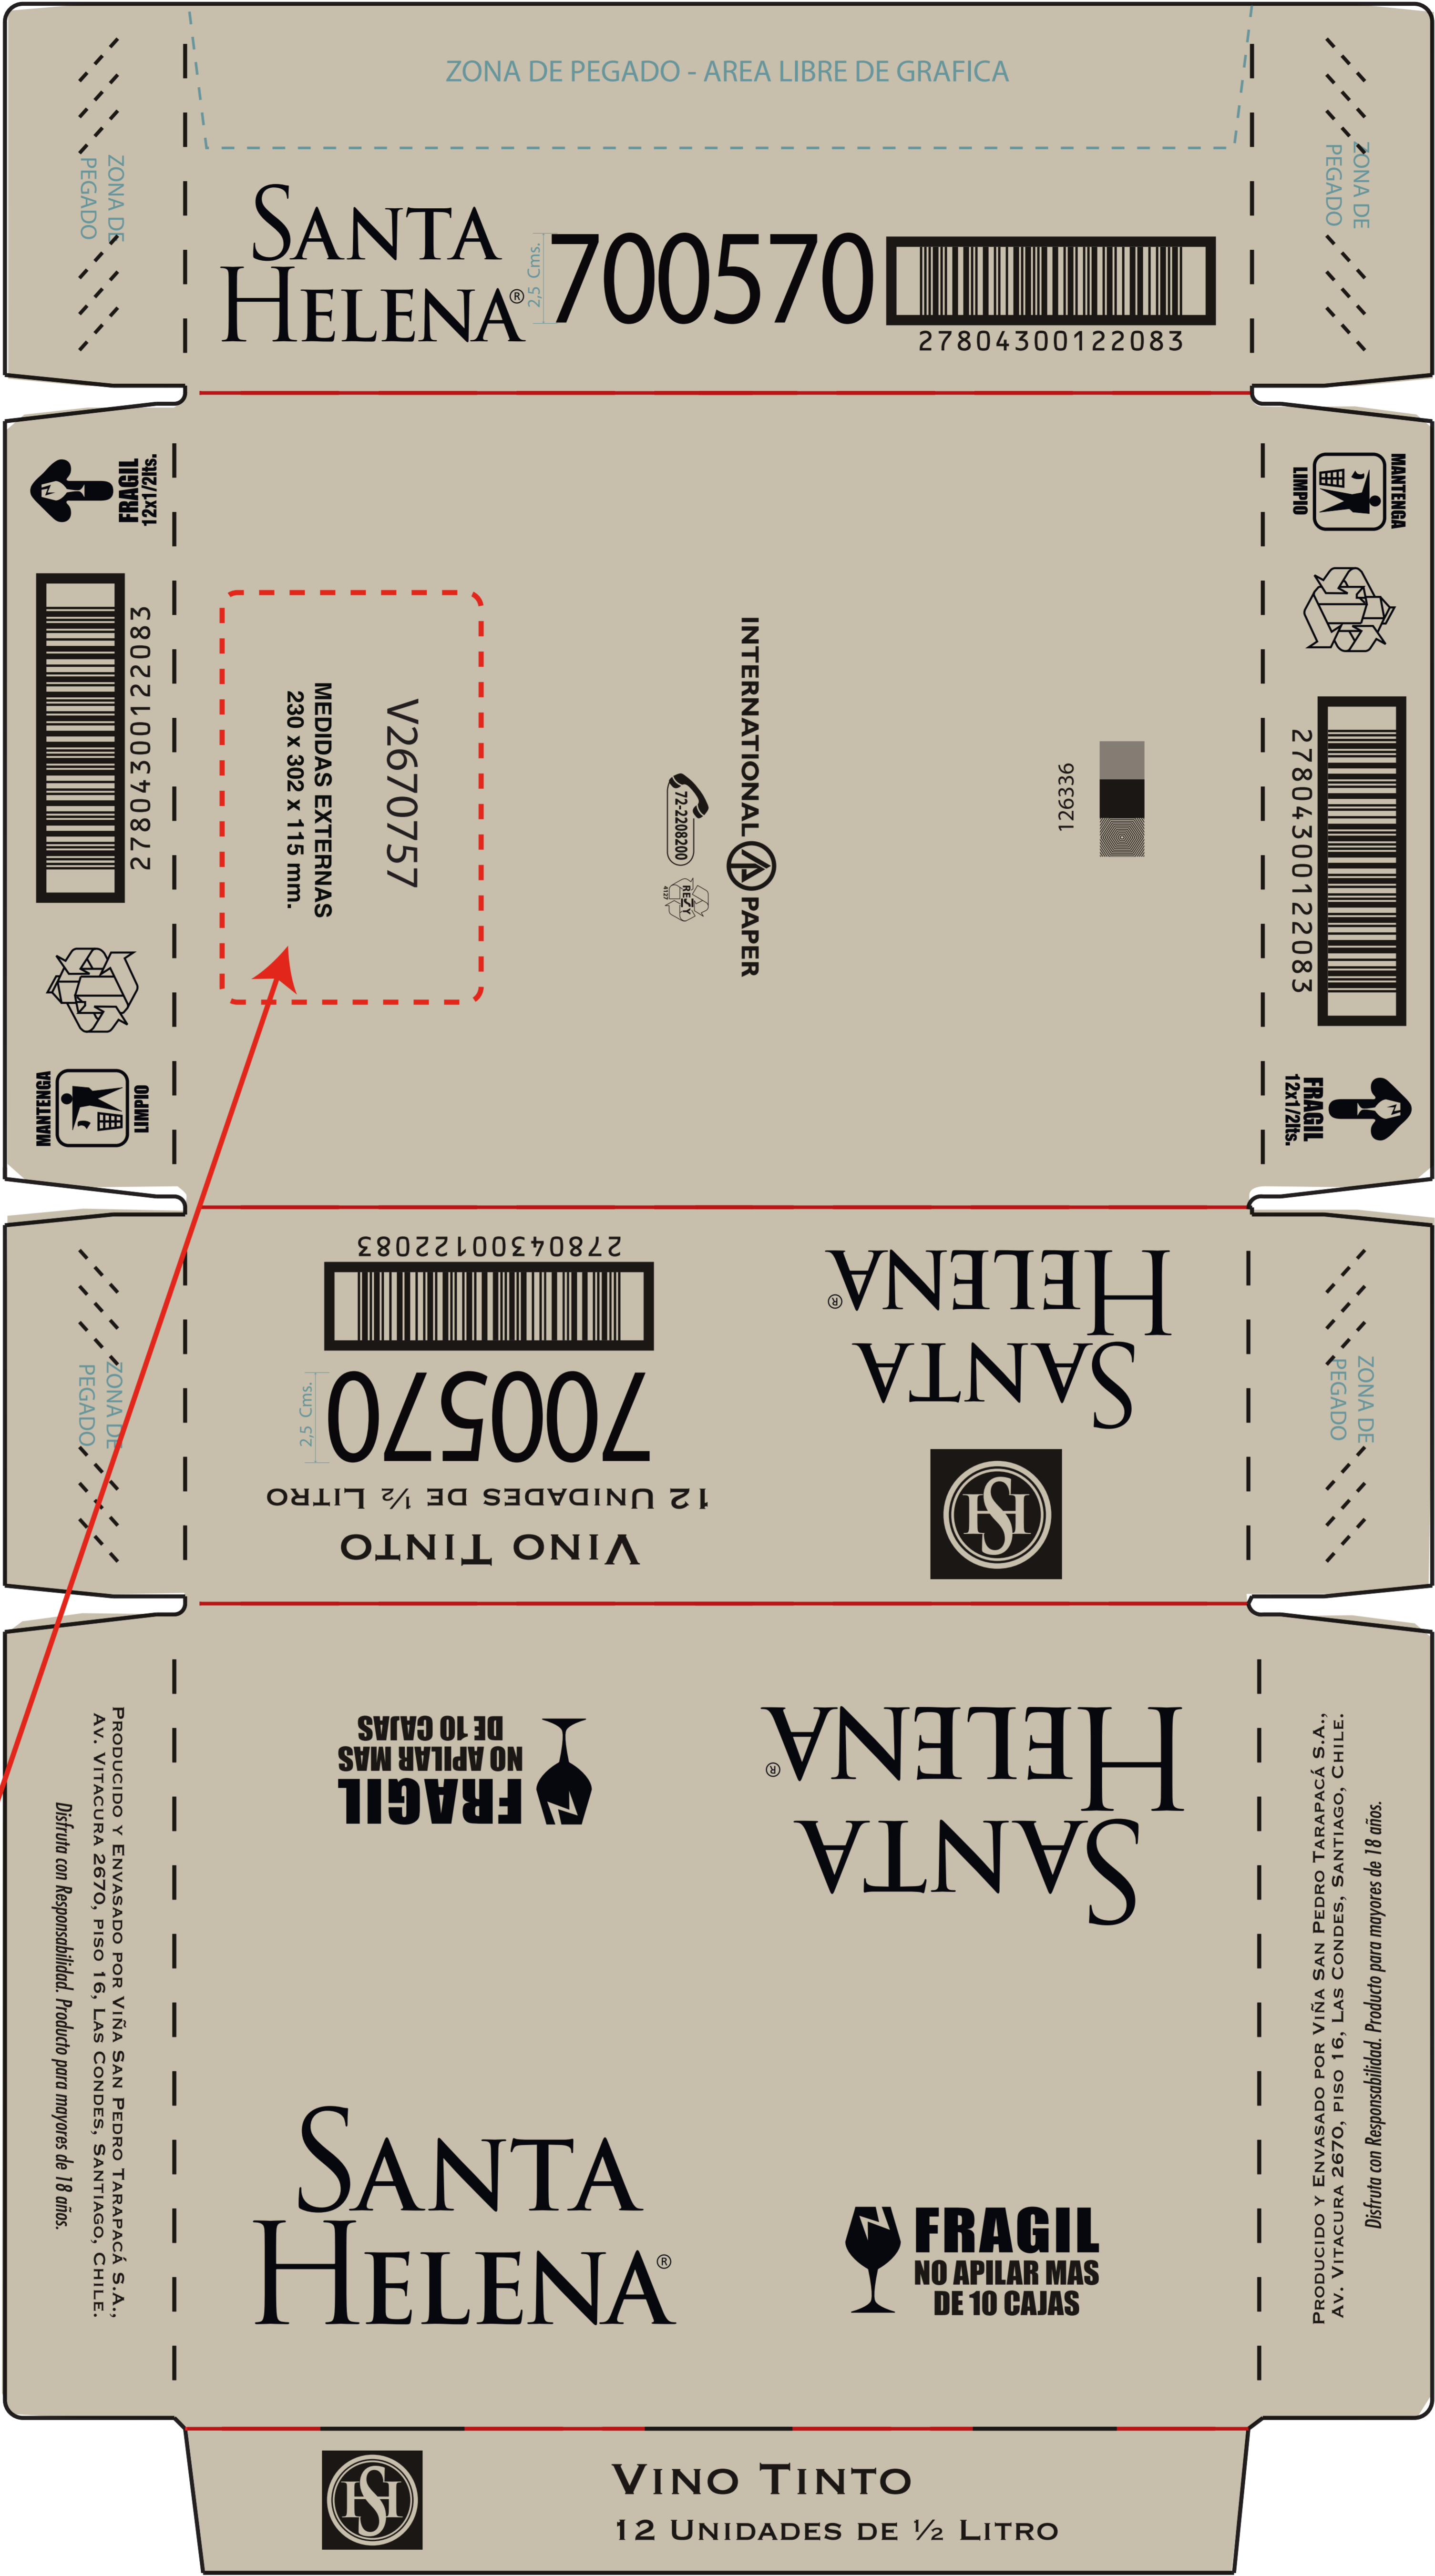 ZONA DE PEGADO - AREA LIBRE DE GRAFICA
ZONA DE
PEGADO
ZONA DE
PEGADO
SANTA
HELENA®
2,5 Cms.
700570
27804300122083
FRAGIL
12x1/2lts.
27804300122083
MANTENGA
LIMPIO
V2670757
MEDIDAS EXTERNAS
230 x 302 x 115 mm.
INTERNATIONAL PAPER
72-2208200
RESY
4127
126336
MANTENGA
LIMPIO
27804300122083
FRAGIL
12x1/2lts.
ZONA DE
PEGADO
ZONA DE
PEGADO
VINO TINTO
12 UNIDADES DE ½ LITRO
700570
2,5 Cms.
27804300122083
HS
SANTA
HELENA®
PRODUCIDO Y ENVASADO POR VIÑA SAN PEDRO TARAPACÁ S.A.,
AV. VITACURA 2670, PISO 16, LAS CONDES, SANTIAGO, CHILE.
Disfruta con Responsabilidad. Producto para mayores de 18 años.
FRAGIL
NO APILAR MAS
DE 10 CAJAS
SANTA
HELENA®
SANTA
HELENA®
FRAGIL
NO APILAR MAS
DE 10 CAJAS
PRODUCIDO Y ENVASADO POR VIÑA SAN PEDRO TARAPACÁ S.A.,
AV. VITACURA 2670, PISO 16, LAS CONDES, SANTIAGO, CHILE.
Disfruta con Responsabilidad. Producto para mayores de 18 años.
HS
VINO TINTO
12 UNIDADES DE ½ LITRO